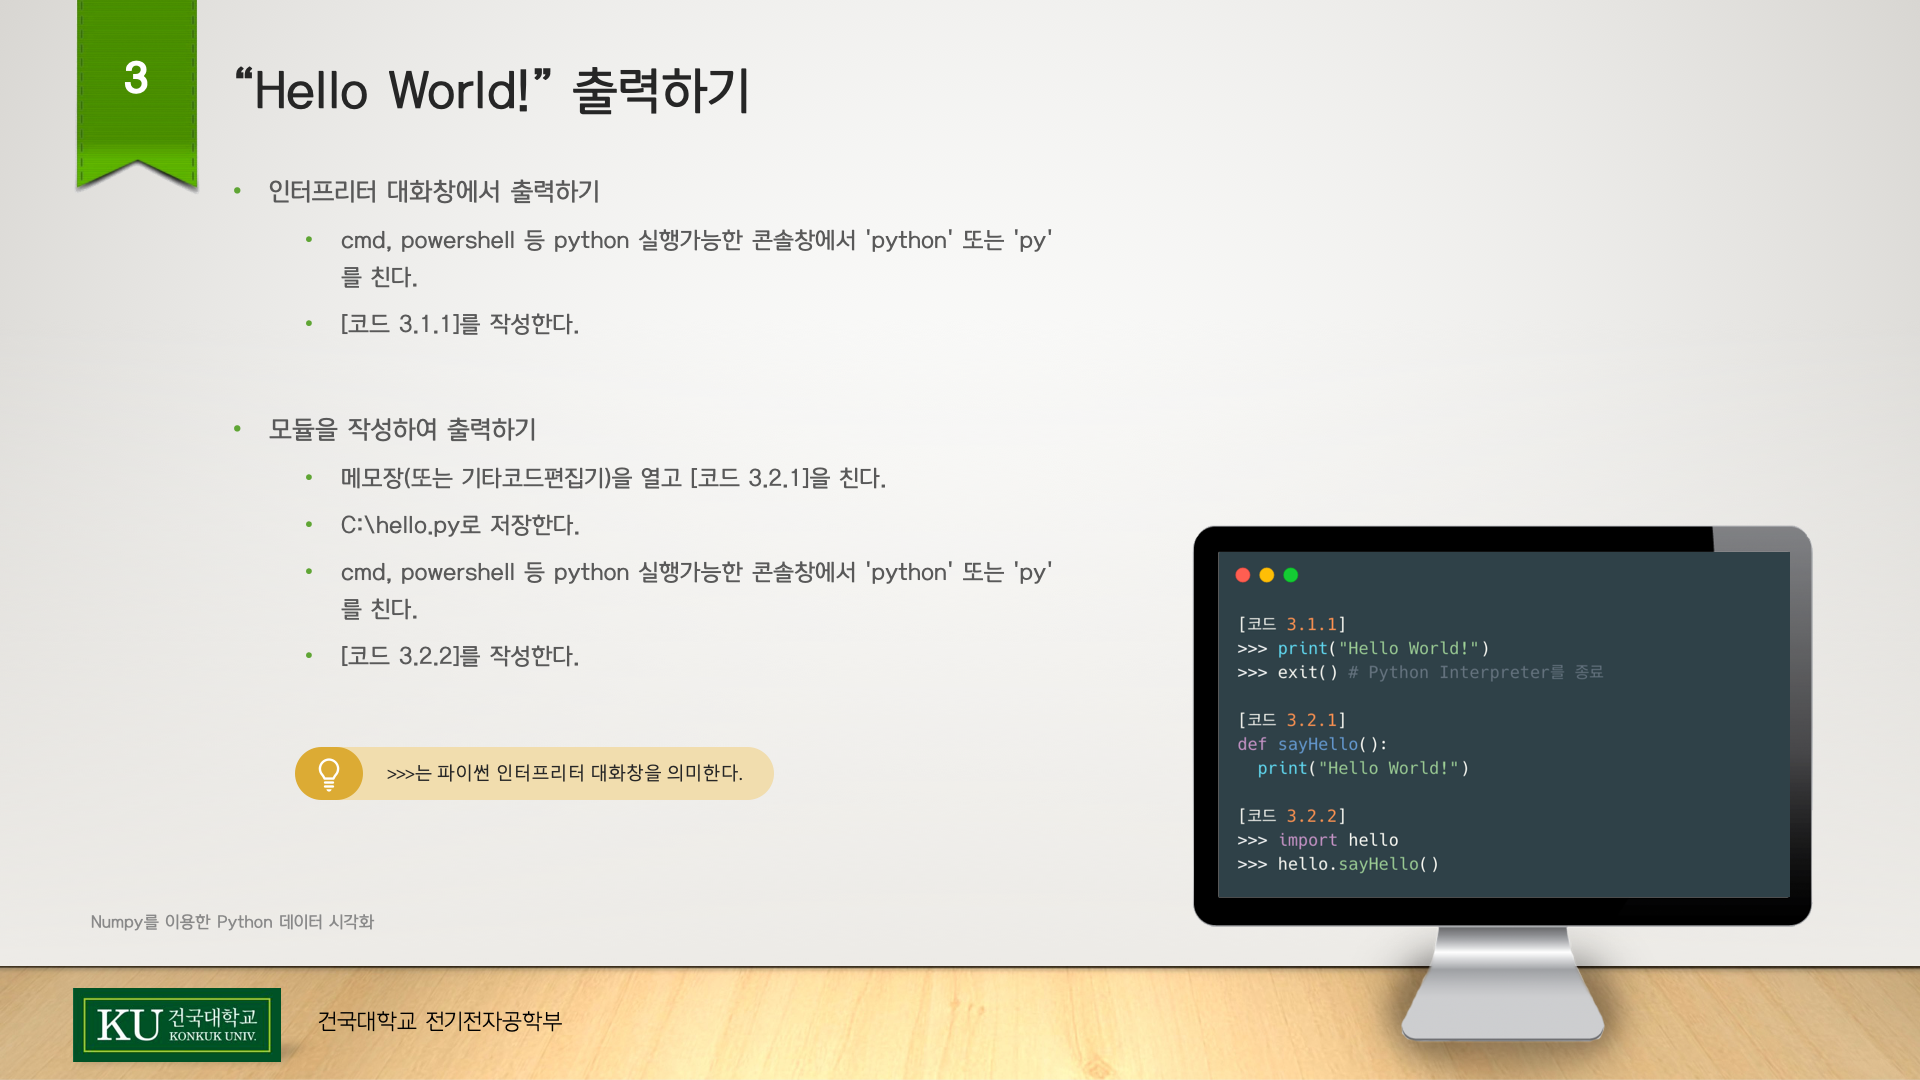 3
“Hello World!” 출력하기
• 인터프리터 대화창에서 출력하기
• cmd, powershell 등 python 실행가능한 콘솔창에서 'python' 또는 'py'
를 친다.
• [코드 3.1.1]를 작성한다.
• 모듈을 작성하여 출력하기
• 메모장(또는 기타코드편집기)을 열고 [코드 3.2.1]을 친다.
• C:\hello.py로 저장한다.
• cmd, powershell 등 python 실행가능한 콘솔창에서 'python' 또는 'py'
를 친다.
• [코드 3.2.2]를 작성한다.
>>>는 파이썬 인터프리터 대화창을 의미한다.
[코드 3.1.1]
>>> print("Hello World!")
>>> exit() # Python Interpreter를 종료
[코드 3.2.1]
def sayHello():
  print("Hello World!")
[코드 3.2.2]
>>> import hello
>>> hello.sayHello()
Numpy를 이용한 Python 데이터 시각화
KU 건국대학교
KONKUK UNIV.
건국대학교 전기전자공학부